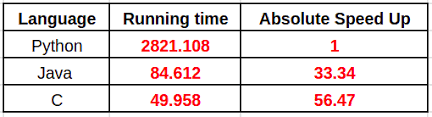 Language Running time Absolute Speed Up
Python 2821.108 1
Java 84.612 33.34
C 49.958 56.47